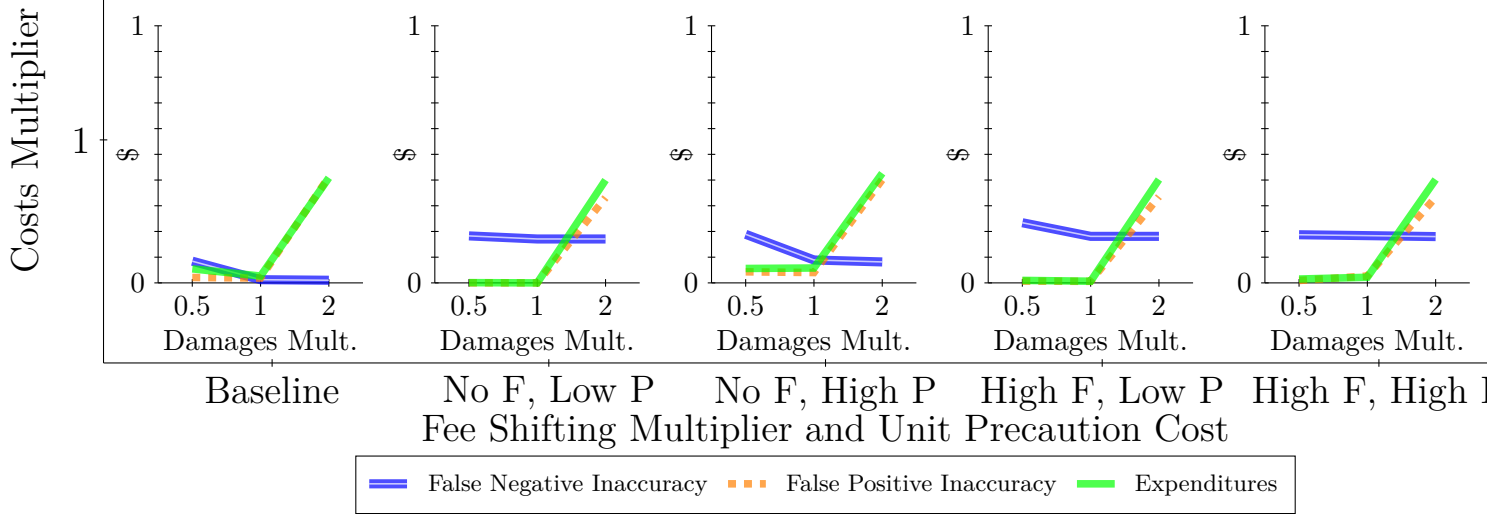 Costs Multiplier
1
1
0
$
0.5 1 2
Damages Mult.
1
0
$
0.5 1 2
Damages Mult.
1
0
$
0.5 1 2
Damages Mult.
1
0
$
0.5 1 2
Damages Mult.
1
0
$
0.5 1 2
Damages Mult.
Baseline
No F, Low P
No F, High P
High F, Low P
High F, High
Fee Shifting Multiplier and Unit Precaution Cost
False Negative Inaccuracy
False Positive Inaccuracy
Expenditures